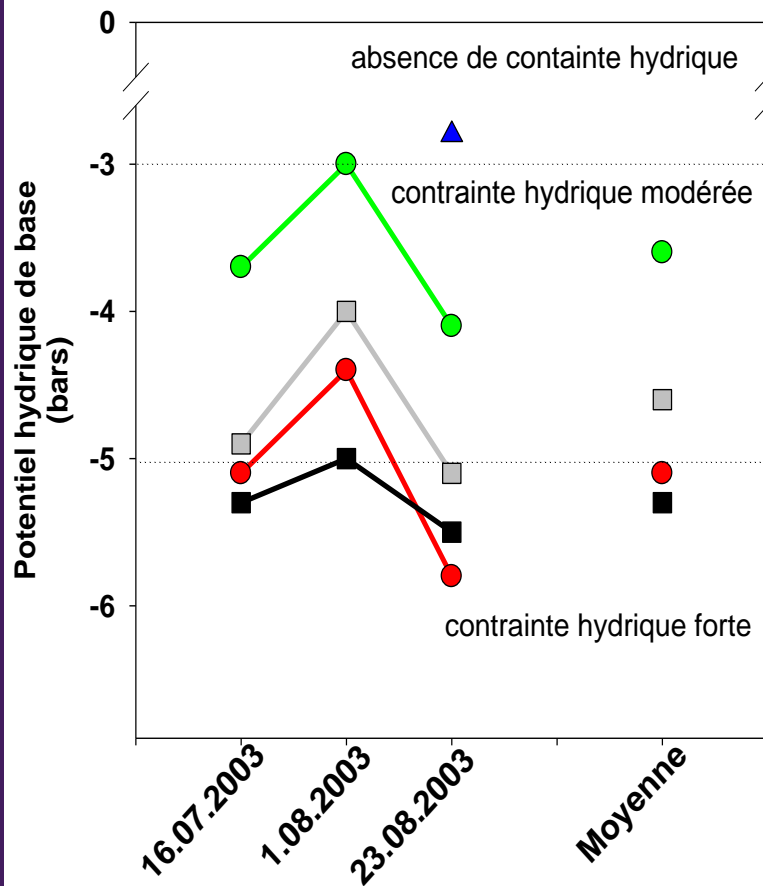 0
absence de containte hydrique
-3
contrainte hydrique modérée
Potentiel hydrique de base
(bars)
-4
-5
-6
contrainte hydrique forte
16.07.2003
1.08.2003
23.08.2003
Moyenne